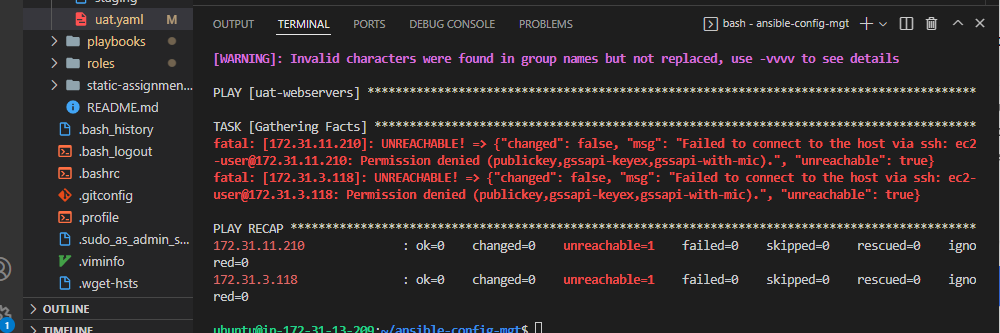 staging
uat.yaml M
playbooks
roles
static-assignmen...
README.md
.bash_history
.bash_logout
.bashrc
.gitconfig
.profile
.sudo_as_admin_s...
.viminfo
.wget-hsts
OUTLINE
TIMELINE
1
OUTPUT TERMINAL PORTS DEBUG CONSOLE PROBLEMS
bash - ansible-config-mgt
[WARNING]: Invalid characters were found in group names but not replaced, use -vvvv to see details
PLAY [uat-webservers] ***************************************************************************************
TASK [Gathering Facts] **************************************************************************************
fatal: [172.31.11.210]: UNREACHABLE! => {"changed": false, "msg": "Failed to connect to the host via ssh: ec2
-user@172.31.11.210: Permission denied (publickey,gssapi-keyex,gssapi-with-mic).", "unreachable": true}
fatal: [172.31.3.118]: UNREACHABLE! => {"changed": false, "msg": "Failed to connect to the host via ssh: ec2-
user@172.31.3.118: Permission denied (publickey,gssapi-keyex,gssapi-with-mic).", "unreachable": true}
PLAY RECAP **************************************************************************************************
172.31.11.210 : ok=0 changed=0 unreachable=1 failed=0 skipped=0 rescued=0 igno
red=0
172.31.3.118 : ok=0 changed=0 unreachable=1 failed=0 skipped=0 rescued=0 igno
red=0
ubuntu@ip-172-31-13-209:~/ansible-config-mgt$